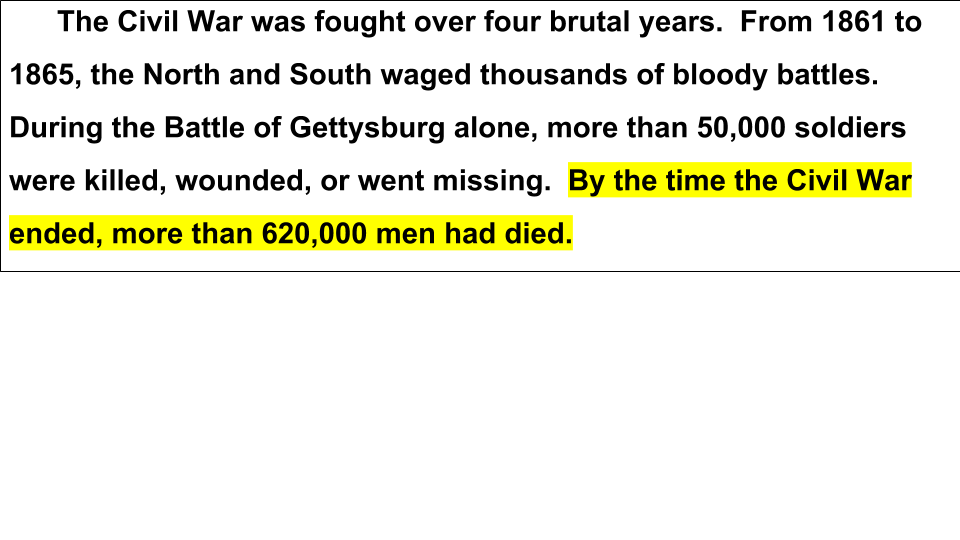 The Civil War was fought over four brutal years.  From 1861 to
1865, the North and South waged thousands of bloody battles.
During the Battle of Gettysburg alone, more than 50,000 soldiers
were killed, wounded, or went missing.  By the time the Civil War
ended, more than 620,000 men had died.